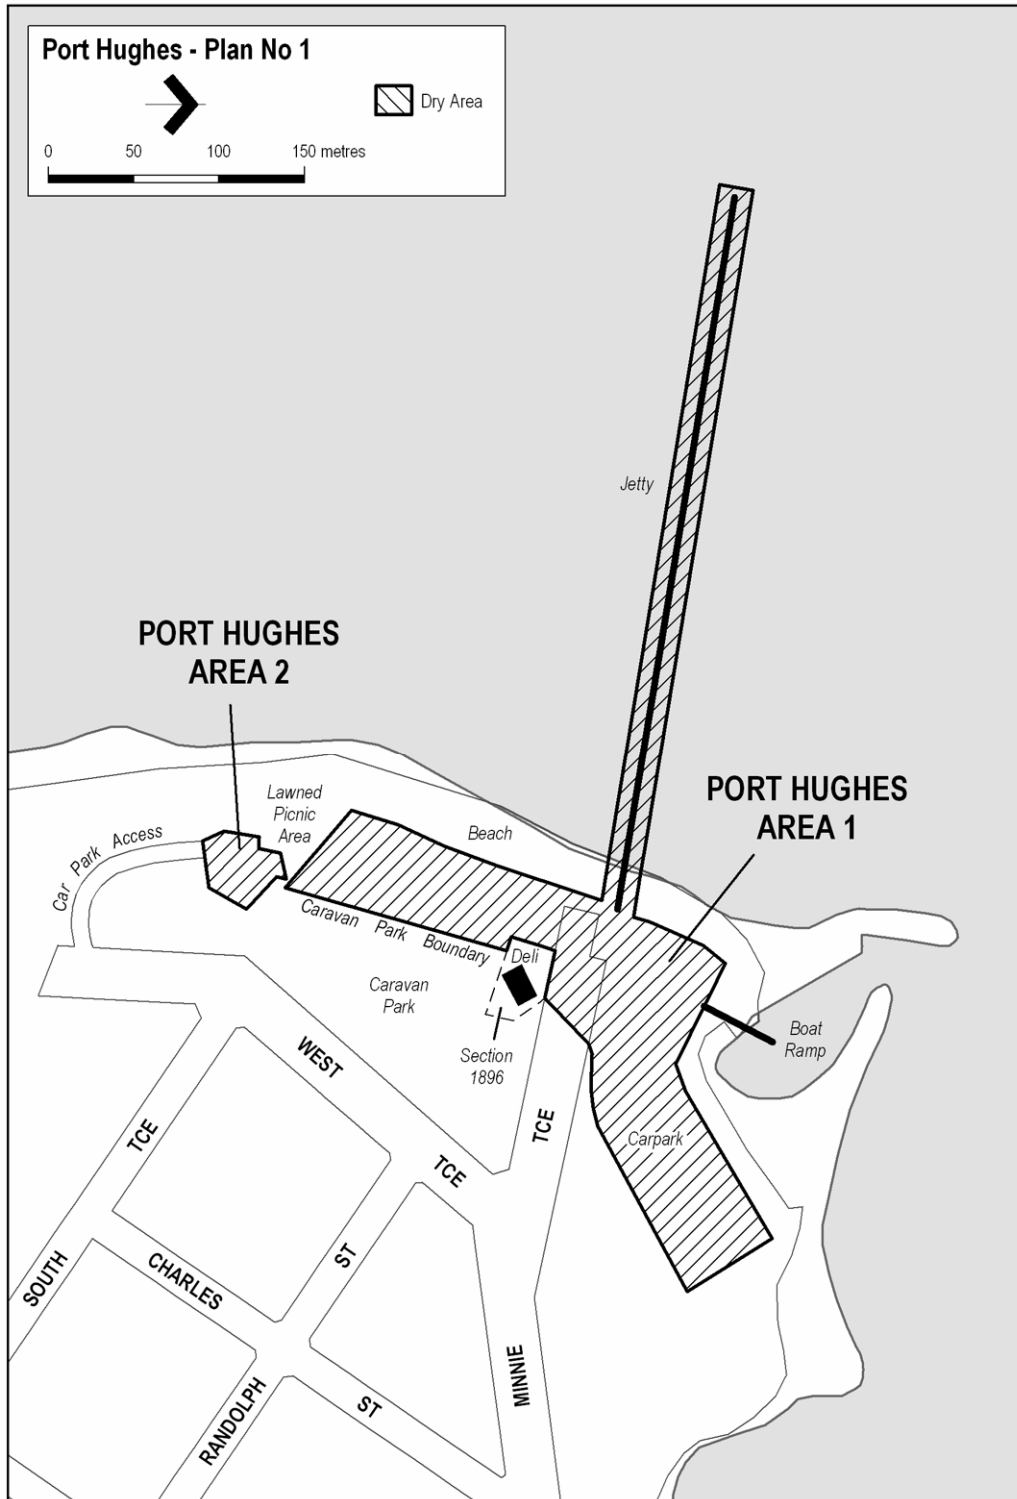 Port Hughes - Plan No 1
Dry Area
0 50 100 150 metres
Jetty
PORT HUGHES
AREA 2
PORT HUGHES
AREA 1
Lawned
Picnic
Area
Beach
Car Park Access
Caravan Park Boundary
Deli
Caravan
Park
Section
1896
Boat
Ramp
Carpark
WEST
TCE
TCE
SOUTH
TCE
CHARLES
ST
RANDOLPH
ST
MINNIE